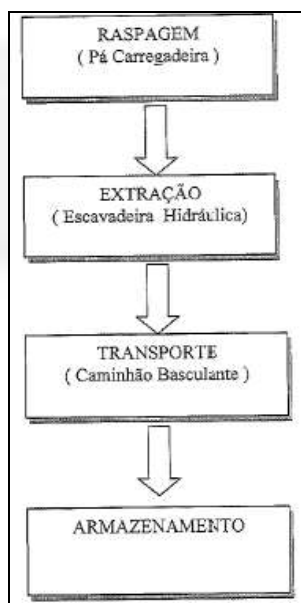 RASPAGEM
( Pá Carregadeira )
EXTRAÇÃO
( Escavadeira Hidráulica)
TRANSPORTE
( Caminhão Basculante )
ARMAZENAMENTO